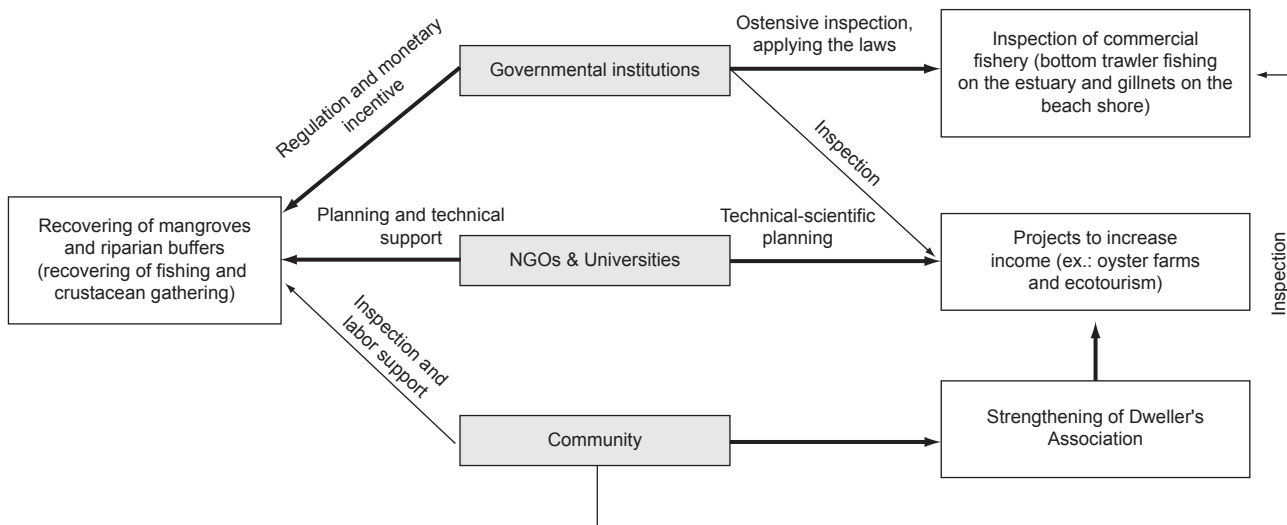 Regulation and monetary
incentive
Governmental institutions
Ostensive inspection,
applying the laws
Inspection of commercial
fishery (bottom trawler fishing
on the estuary and gillnets on the
beach shore)
Inspection
Recovering of mangroves
and riparian buffers
(recovering of fishing and
crustacean gathering)
Planning and technical
support
NGOs & Universities
Technical-scientific
planning
Projects to increase
income (ex.: oyster farms
and ecotourism)
Inspection
Inspection and
labor support
Community
Strengthening of Dweller's
Association